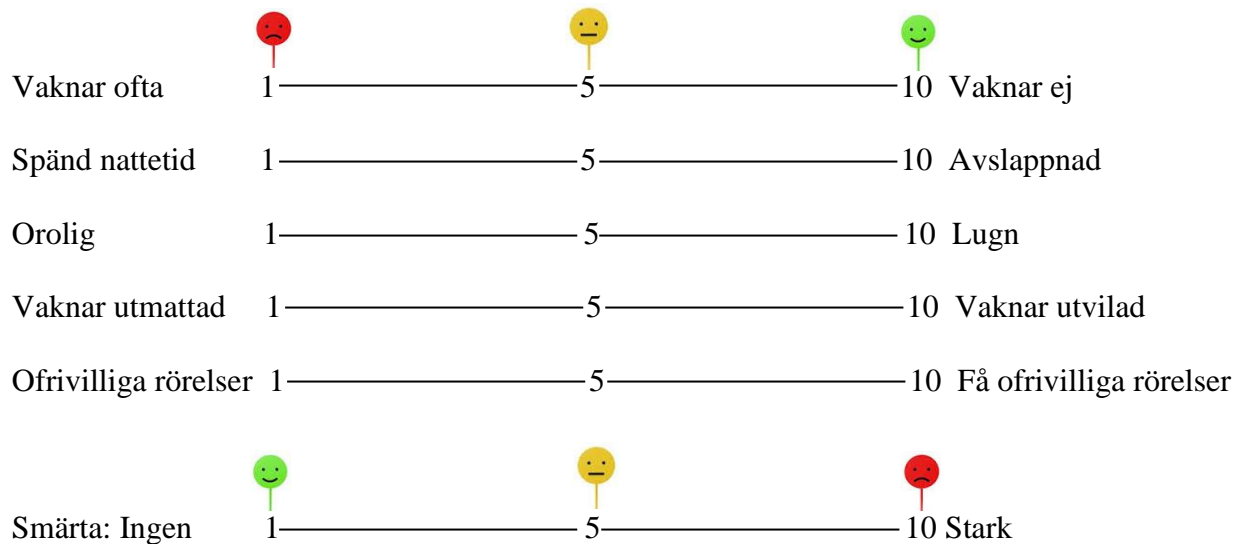 Vaknar ofta 1 5 10 Vaknar ej
Spänd nattetid 1 5 10 Avslappnad
Orolig 1 5 10 Lugn
Vaknar utmattad 1 5 10 Vaknar utvilad
Ofrivilliga rörelser 1 5 10 Få ofrivilliga rörelser
Smärta: Ingen 1 5 10 Stark